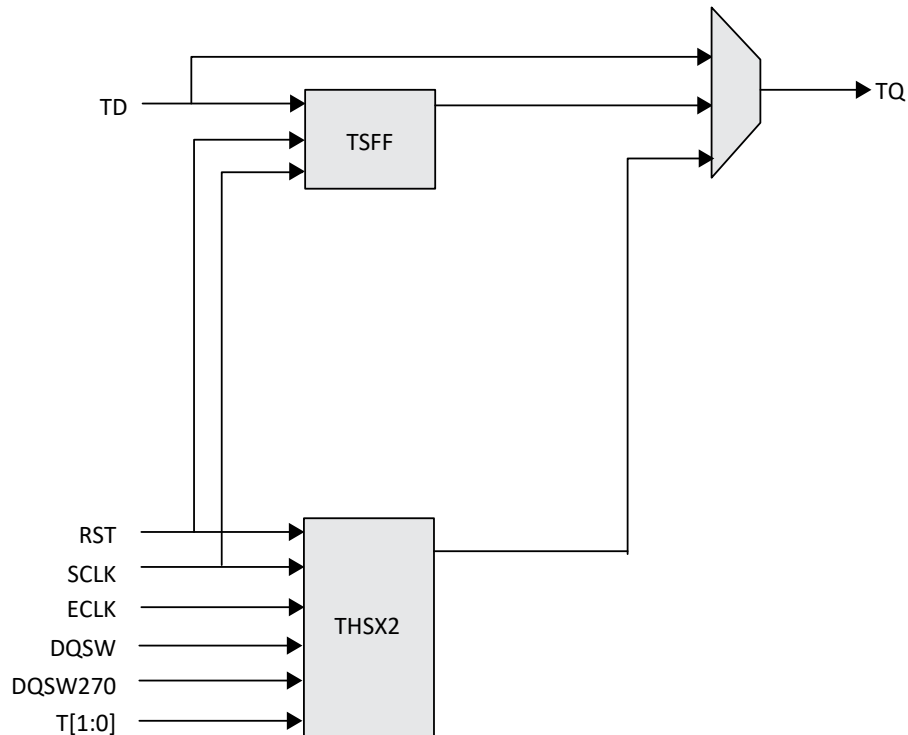 TD
TSFF
TQ
RST
SCLK
ECLK
DQSW
DQSW270
T[1:0]
THSX2